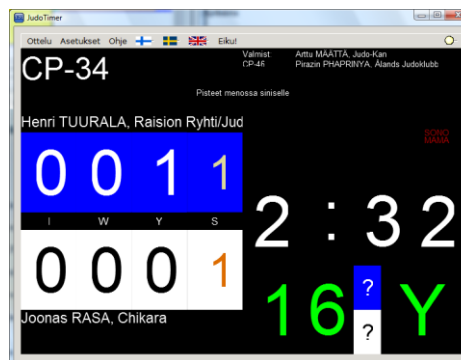 JudoTimer
Ottelu Asetukset Ohje Eiku!
CP-34
Valmist. Arttu MÄÄTTÄ, Judo-Kan
CP-46 Pirazin PHAPRINYA, Ålands Judoklubb
Pisteet menossa siniselle
Henri TUURALA, Raision Ryhti/Jud
SONO-
MAMA
0 0 1 1
I W Y S
2 : 32
0 0 0 1
16 ? Y
?
Joonas RASA, Chikara